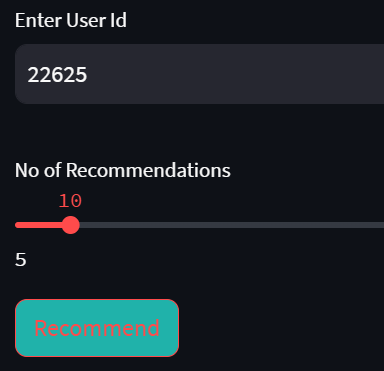 Enter User Id
22625
No of Recommendations
10
5
Recommend